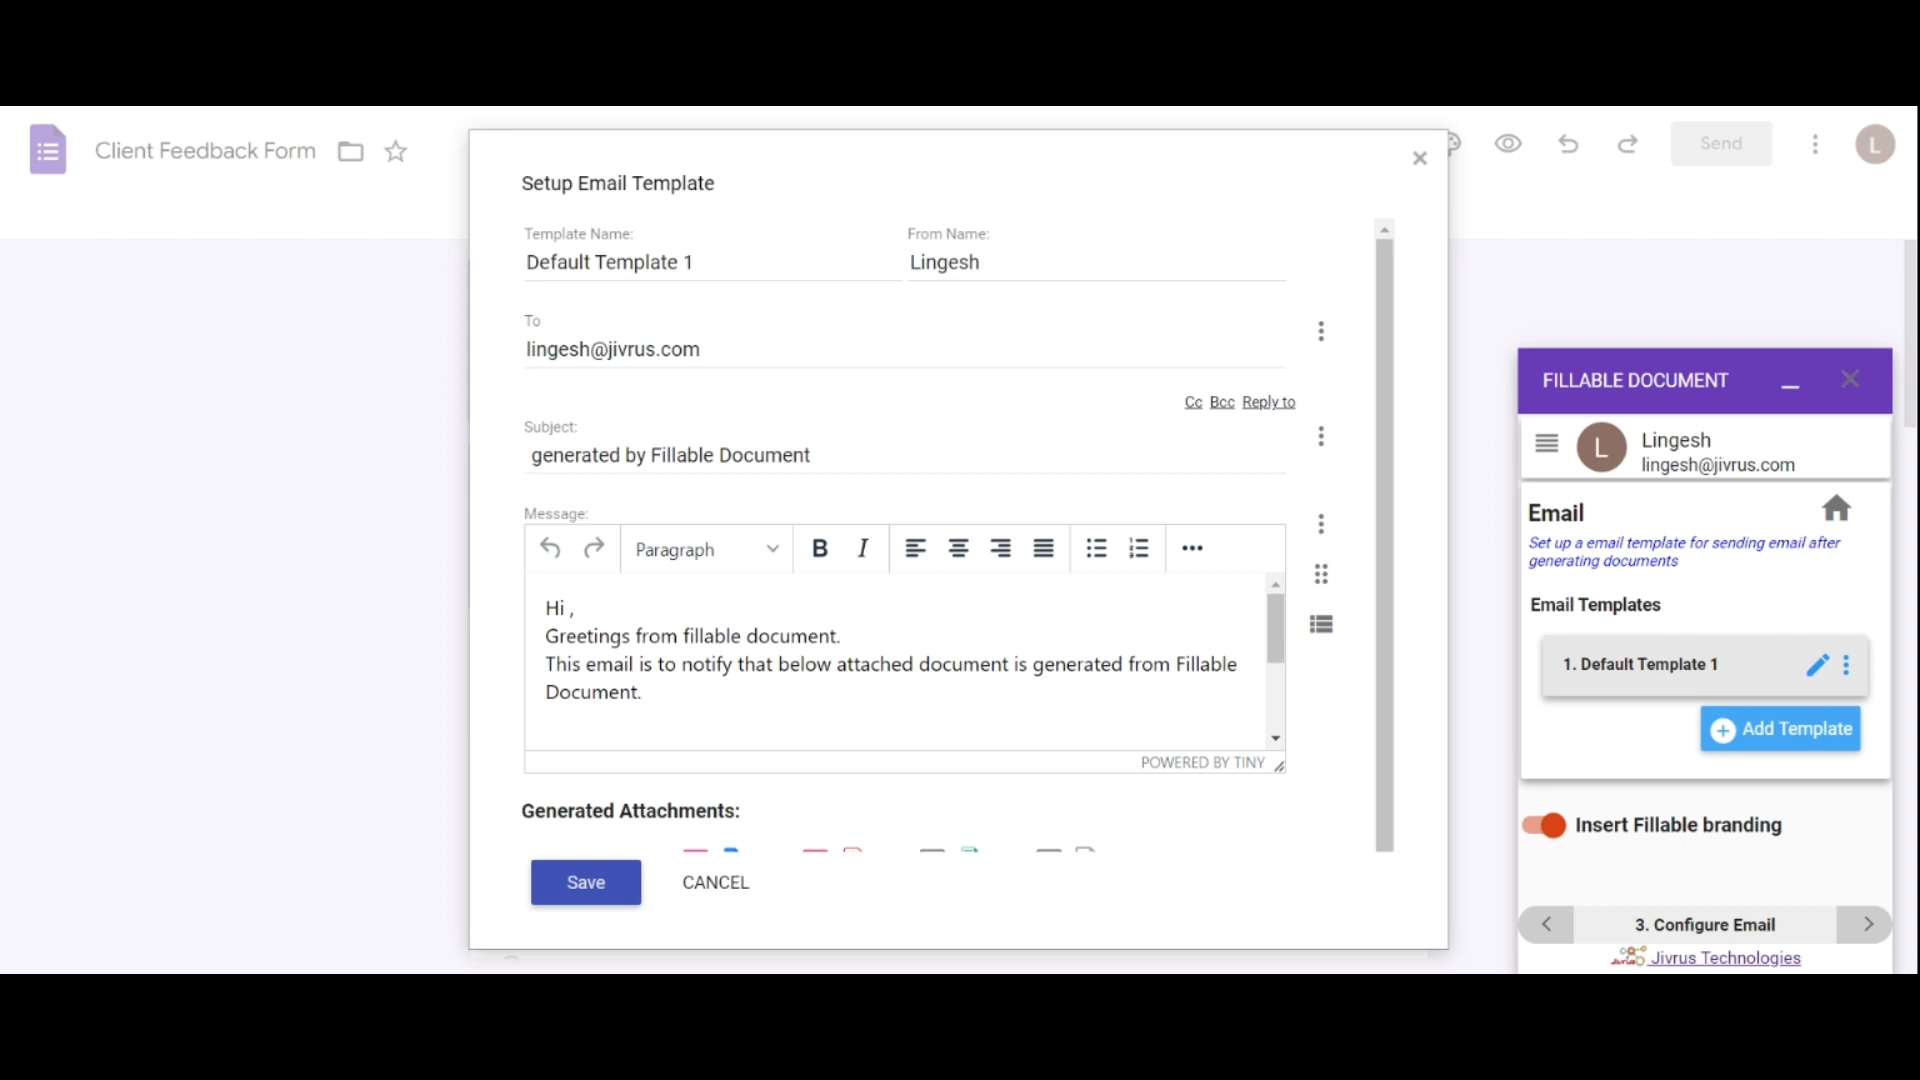 Client Feedback Form
Send
L
Setup Email Template
Template Name:
From Name:
Default Template 1
Lingesh
To
lingesh@jivrus.com
Cc Bcc Reply to
Subject:
generated by Fillable Document
Message:
Paragraph
B I
Hi ,
Greetings from fillable document.
This email is to notify that below attached document is generated from Fillable
Document.
POWERED BY TINY
Generated Attachments:
Save
CANCEL
FILLABLE DOCUMENT
L
Lingesh
lingesh@jivrus.com
Email
Set up a email template for sending email after
generating documents
Email Templates
1. Default Template 1
Add Template
Insert Fillable branding
3. Configure Email
Jivrus Technologies